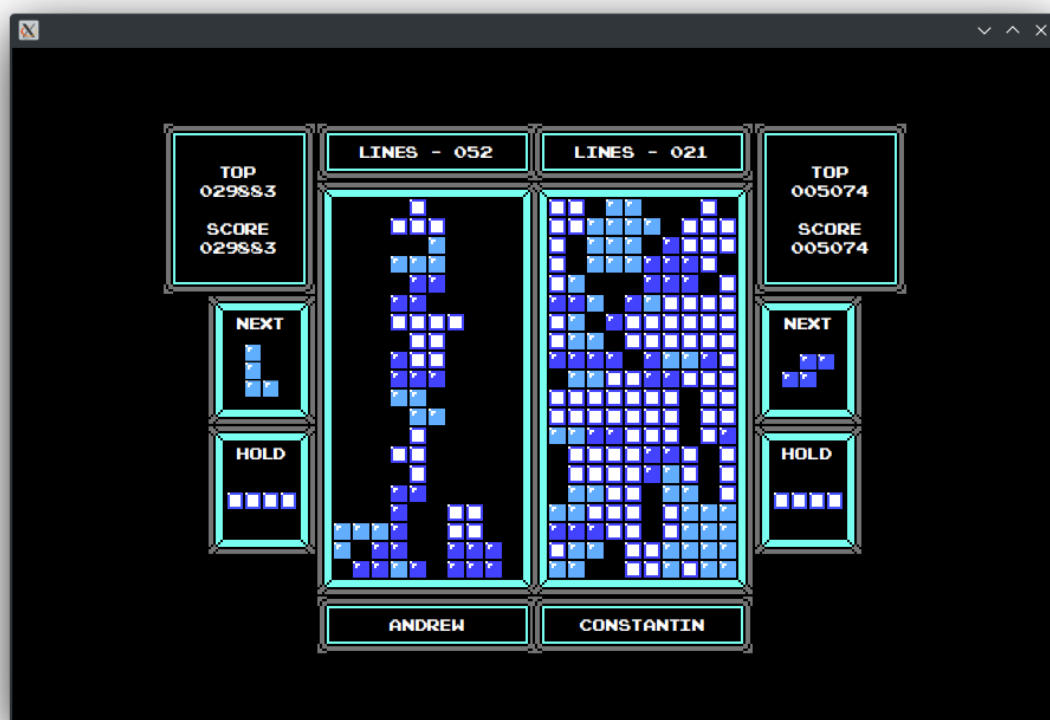 LINES - 052
LINES - 021
TOP
029883
SCORE
029883
TOP
005074
SCORE
005074
NEXT
NEXT
HOLD
HOLD
ANDREW
CONSTANTIN